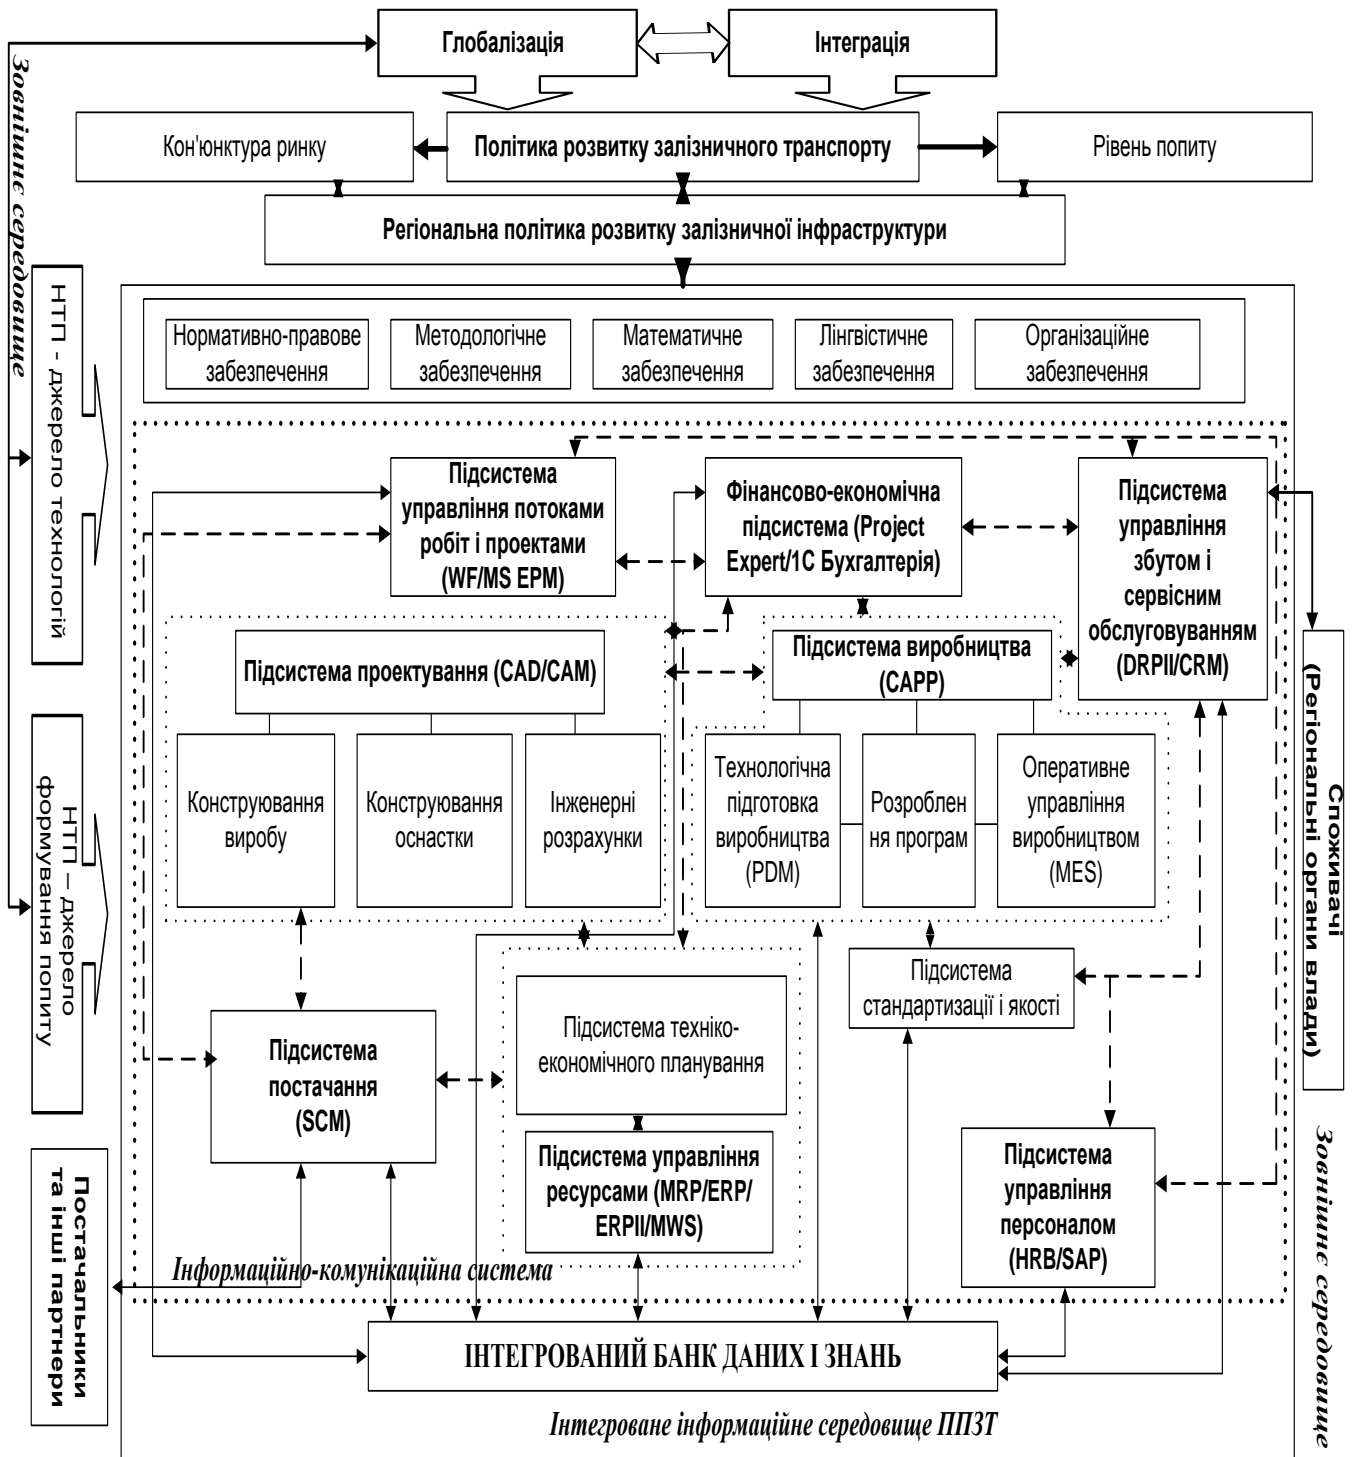 Глобалізація
Інтеграція
Зовнішнє середовище
Кон'юнктура ринку
Політика розвитку залізничного транспорту
Рівень попиту
Регіональна політика розвитку залізничної інфраструктури
НТП - джерело технологій
Нормативно-правове
забезпечення
Методологічне
забезпечення
Математичне
забезпечення
Лінгвістичне
забезпечення
Організаційне
забезпечення
Підсистема
управління потоками
робіт і проектами
(WF/MS EPM)
Фінансово-економічна
підсистема (Project
Expert/1С Бухгалтерія)
Підсистема
управління
збутом і
сервісним
обслуговуванням
(DRPII/CRM)
Підсистема проектування (CAD/CAM)
Підсистема виробництва
(CAPP)
Конструювання
виробу
Конструювання
оснастки
Інженерні
розрахунки
Технологічна
підготовка
виробництва
(PDM)
Розроблен
ня програм
Оперативне
управління
виробництвом
(MES)
НТП – джерело
формування попиту
Споживачі
(Регіональні органи влади)
Підсистема
стандартизації і якості
Підсистема техніко-
економічного планування
Підсистема
постачання
(SCM)
Підсистема управління
ресурсами (MRP/ERP/
ERPII/MWS)
Підсистема
управління
персоналом
(HRB/SAP)
Постачальники
та інші партнери
Інформаційно-комунікаційна система
Зовнішнє середовище
ІНТЕГРОВАНИЙ БАНК ДАНИХ І ЗНАНЬ
Інтегроване інформаційне середовище ППЗТ